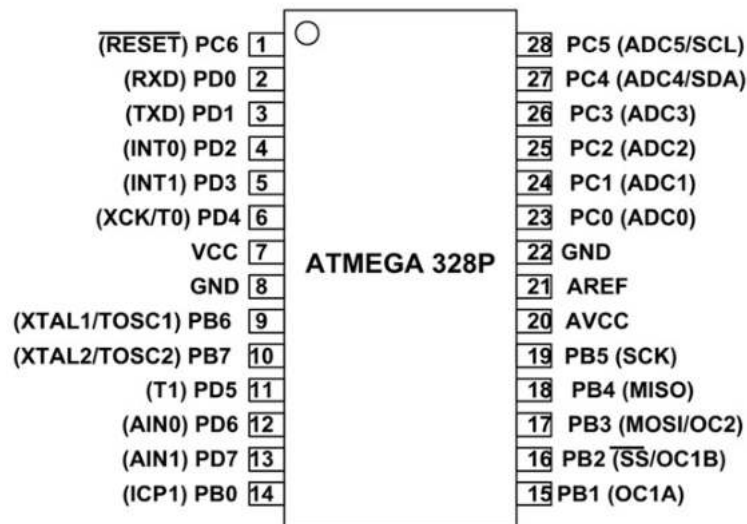 (RESET) PC6 1
(RXD) PD0 2
(TXD) PD1 3
(INT0) PD2 4
(INT1) PD3 5
(XCK/T0) PD4 6
VCC 7
GND 8
(XTAL1/TOSC1) PB6 9
(XTAL2/TOSC2) PB7 10
(T1) PD5 11
(AIN0) PD6 12
(AIN1) PD7 13
(ICP1) PB0 14
ATMEGA 328P
28 PC5 (ADC5/SCL)
27 PC4 (ADC4/SDA)
26 PC3 (ADC3)
25 PC2 (ADC2)
24 PC1 (ADC1)
23 PC0 (ADC0)
22 GND
21 AREF
20 AVCC
19 PB5 (SCK)
18 PB4 (MISO)
17 PB3 (MOSI/OC2)
16 PB2 (SS/OC1B)
15 PB1 (OC1A)